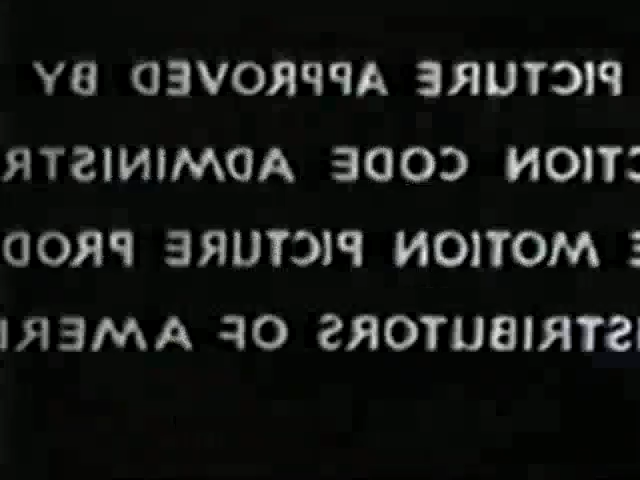 PICTURE APPROVED BY
CTION CODE ADMINISTR
E MOTION PICTURE PROD
STRIBUTORS OF AMERI